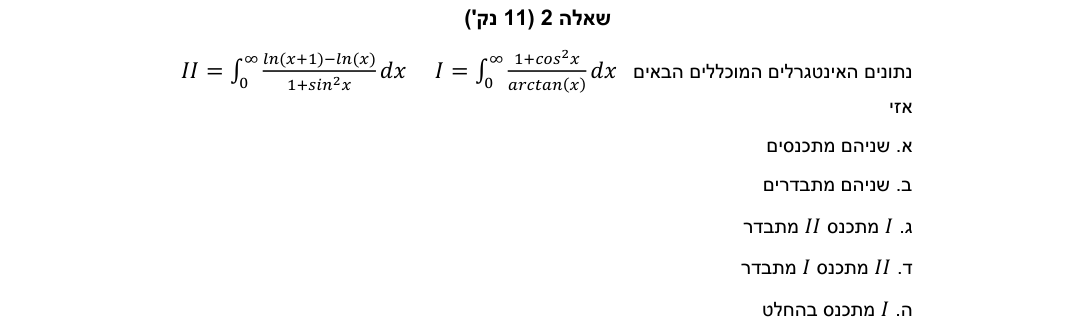 שאלה 2 (11 נק')
נתונים האינטגרלים המוכללים הבאים $I = \int_0^\infty \frac{1+cos^2x}{arctan(x)}dx$ $II = \int_0^\infty \frac{ln(x+1)-ln(x)}{1+sin^2x}dx$
אזי
א. שניהם מתכנסים
ב. שניהם מתבדרים
ג. I מתכנס II מתבדר
ד. II מתכנס I מתבדר
ה. I מתכנס בהחלט